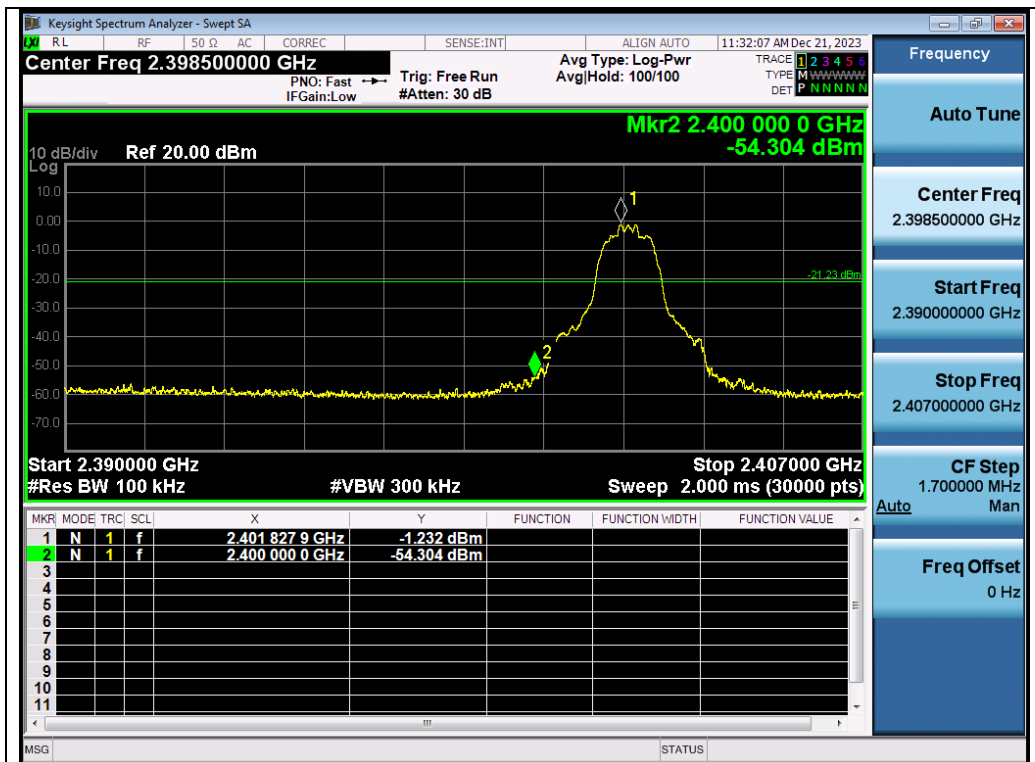 Keysight Spectrum Analyzer - Swept SA
LXI RL RF 50 Ω AC CORREC SENSE:INT ALIGN AUTO 11:32:07 AM Dec 21, 2023
Center Freq 2.398500000 GHz
PNO: Fast
IFGain:Low
Trig: Free Run
#Atten: 30 dB
Avg Type: Log-Pwr
Avg|Hold: 100/100
TRACE 1 2 3 4 5 6
TYPE M WWWWW
DET P N N N N N
Mkr2 2.400 000 0 GHz
-54.304 dBm
10 dB/div Ref 20.00 dBm
Log
10.0
0.00
-10.0
-20.0
-30.0
-40.0
-50.0
-60.0
-70.0
1
-21.23 dBm
2
Start 2.390000 GHz Stop 2.407000 GHz
#Res BW 100 kHz #VBW 300 kHz Sweep 2.000 ms (30000 pts)
MKR MODE TRC SCL X Y FUNCTION FUNCTION WIDTH FUNCTION VALUE
1 N 1 f 2.401 827 9 GHz -1.232 dBm
2 N 1 f 2.400 000 0 GHz -54.304 dBm
3
4
5
6
7
8
9
10
11
MSG STATUS
Frequency
Auto Tune
Center Freq
2.398500000 GHz
Start Freq
2.390000000 GHz
Stop Freq
2.407000000 GHz
CF Step
1.700000 MHz
Auto Man
Freq Offset
0 Hz